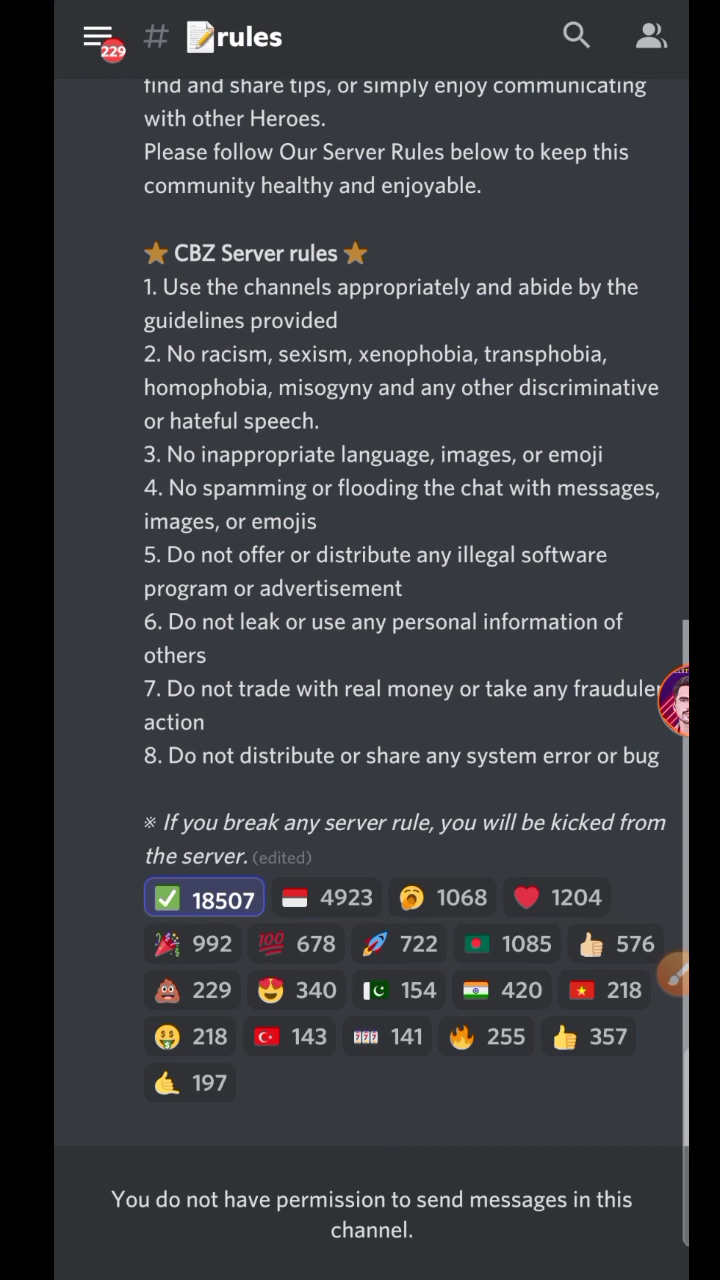 229
# 📝rules
find and share tips, or simply enjoy communicating
with other Heroes.
Please follow Our Server Rules below to keep this
community healthy and enjoyable.
⭐ CBZ Server rules ⭐
1. Use the channels appropriately and abide by the
guidelines provided
2. No racism, sexism, xenophobia, transphobia,
homophobia, misogyny and any other discriminative
or hateful speech.
3. No inappropriate language, images, or emoji
4. No spamming or flooding the chat with messages,
images, or emojis
5. Do not offer or distribute any illegal software
program or advertisement
6. Do not leak or use any personal information of
others
7. Do not trade with real money or take any
action
8. Do not distribute or share any system error or bug
※ If you break any server rule, you will be kicked from
the server. (edited)
18507 4923 1068 1204
992 100 678 722 1085 576
229 340 154 420 218
218 143 777 141 255 357
197
You do not have permission to send messages in this
channel.